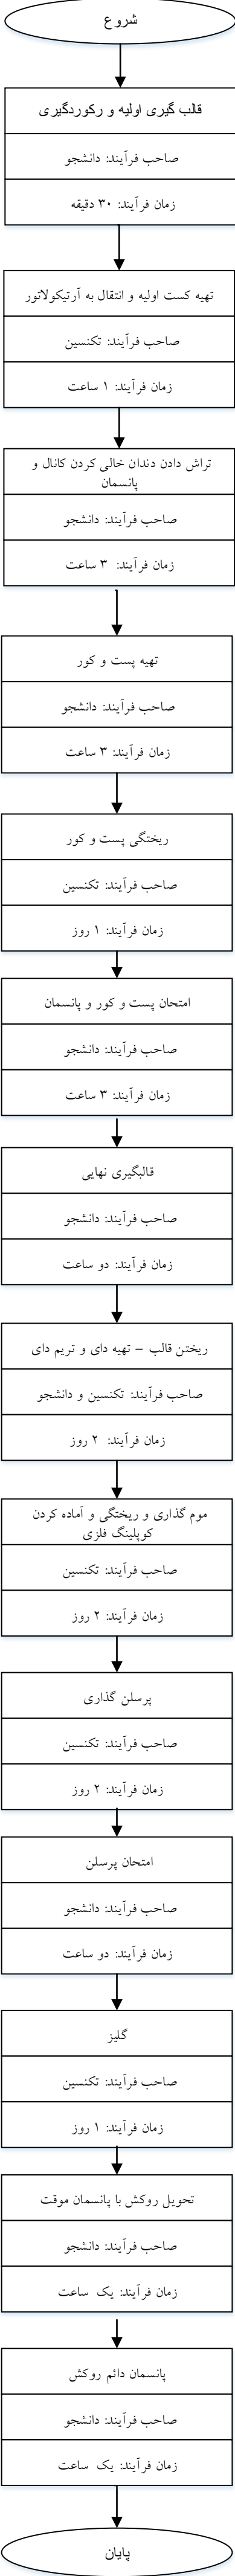 شروع
قالب گیری اولیه و رکوردگیری
صاحب فرآیند: دانشجو
زمان فرآیند: ۳۰ دقیقه
تهیه کست اولیه و انتقال به آرتیکولاتور
صاحب فرآیند: تکنسین
زمان فرآیند: ۱ ساعت
تراش دادن دندان خالی کردن کانال و
پانسمان
صاحب فرآیند: دانشجو
زمان فرآیند: ۳ ساعت
تهیه پست و کور
صاحب فرآیند: دانشجو
زمان فرآیند: ۳ ساعت
ریختگی پست و کور
صاحب فرآیند: تکنسین
زمان فرآیند: ۱ روز
امتحان پست و کور و پانسمان
صاحب فرآیند: دانشجو
زمان فرآیند: ۳ ساعت
قالبگیری نهایی
صاحب فرآیند: دانشجو
زمان فرآیند: دو ساعت
ریختن قالب – تهیه دای و تریم دای
صاحب فرآیند: تکنسین و دانشجو
زمان فرآیند: ۲ روز
موم گذاری و ریختگی و آماده کردن
کوپلینگ فلزی
صاحب فرآیند: تکنسین
زمان فرآیند: ۲ روز
پرسلن گذاری
صاحب فرآیند: تکنسین
زمان فرآیند: ۲ روز
امتحان پرسلن
صاحب فرآیند: دانشجو
زمان فرآیند: دو ساعت
گلیز
صاحب فرآیند: تکنسین
زمان فرآیند: ۱ روز
تحویل روکش با پانسمان موقت
صاحب فرآیند: دانشجو
زمان فرآیند: یک ساعت
پانسمان دائم روکش
صاحب فرآیند: دانشجو
زمان فرآیند: یک ساعت
پایان